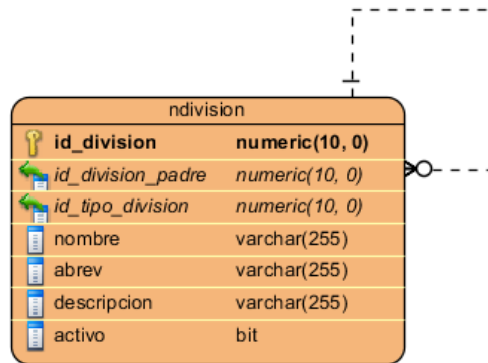 ndivision
id_division numeric(10, 0)
id_division_padre numeric(10, 0)
id_tipo_division numeric(10, 0)
nombre varchar(255)
abrev varchar(255)
descripcion varchar(255)
activo bit